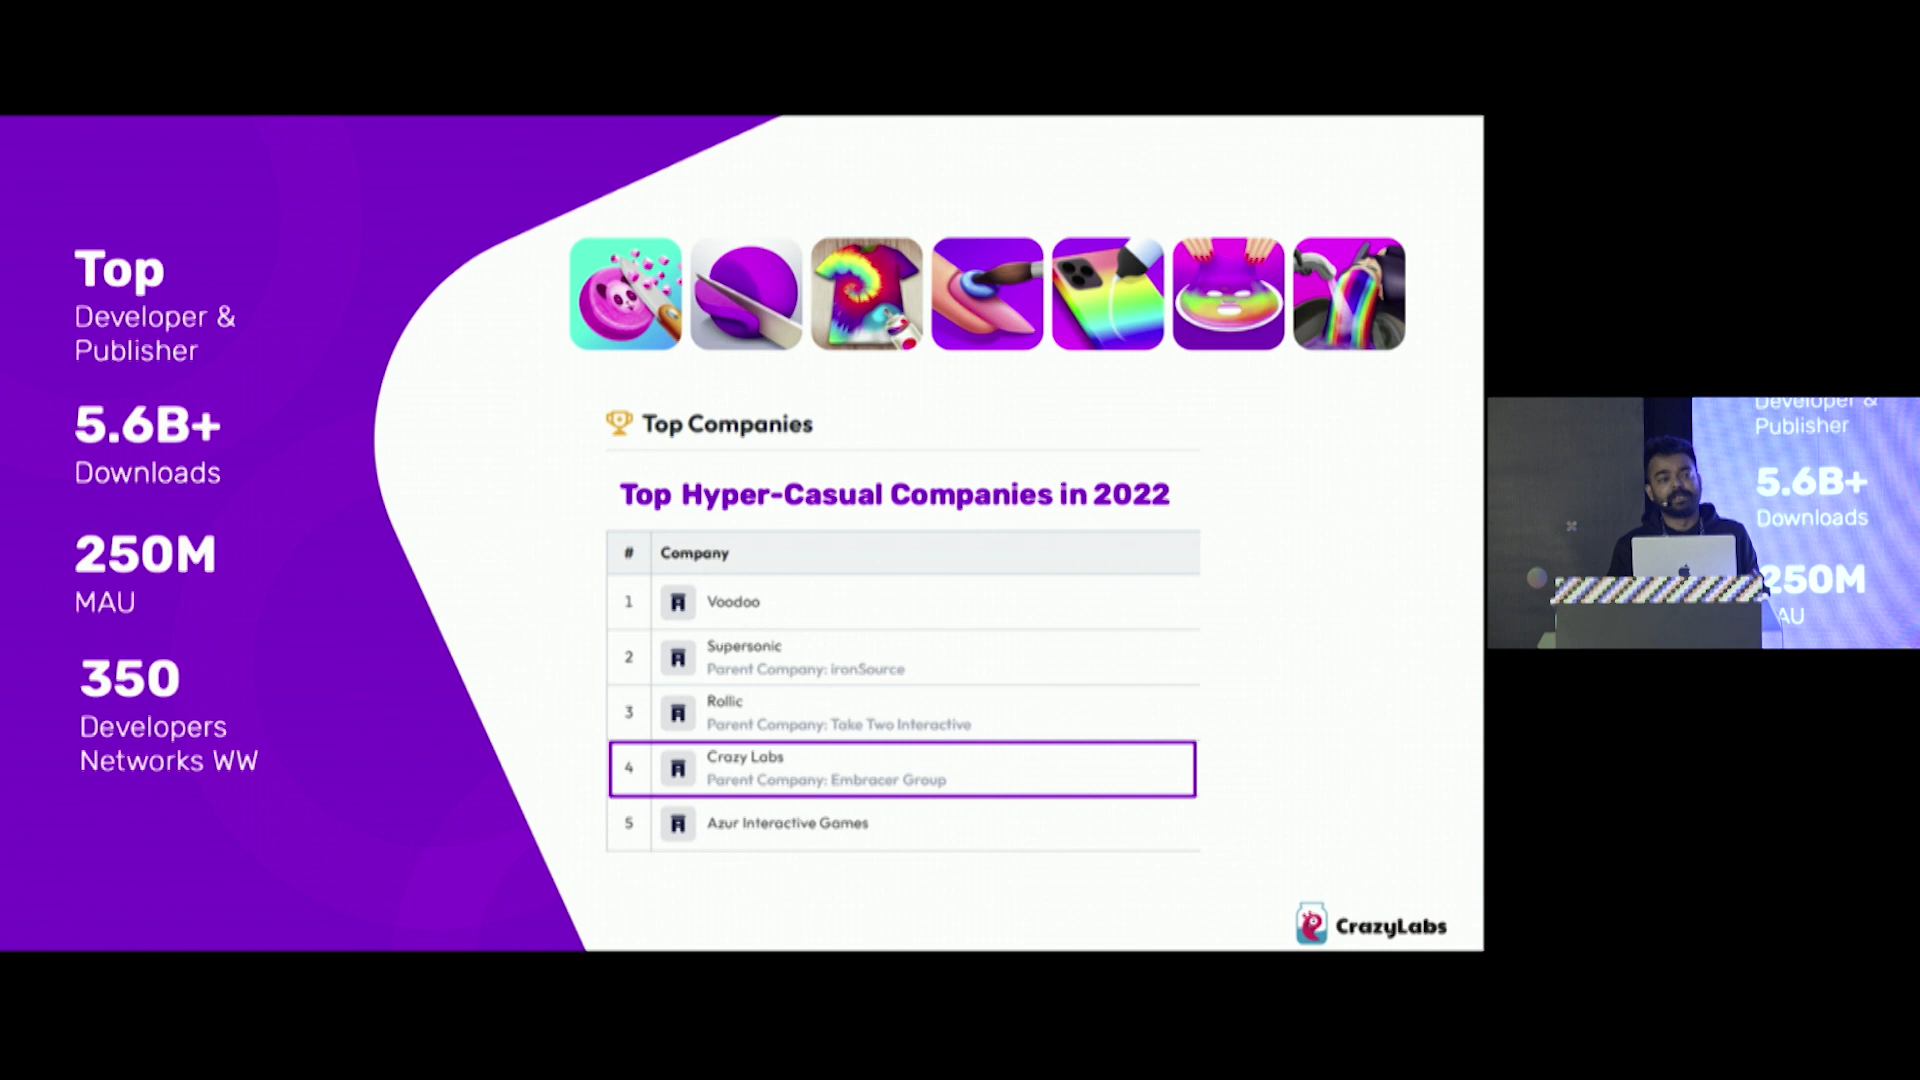 Top
Developer &
Publisher
5.6B+
Downloads
250M
MAU
350
Developers
Networks WW
Top Companies
Top Hyper-Casual Companies in 2022
# Company
1 Voodoo
2 Supersonic
Parent Company: ironSource
3 Rollic
Parent Company: Take Two Interactive
4 Crazy Labs
Parent Company: Embracer Group
5 Azur Interactive Games
CrazyLabs
Developer &
Publisher
5.6B+
Downloads
250M
AU